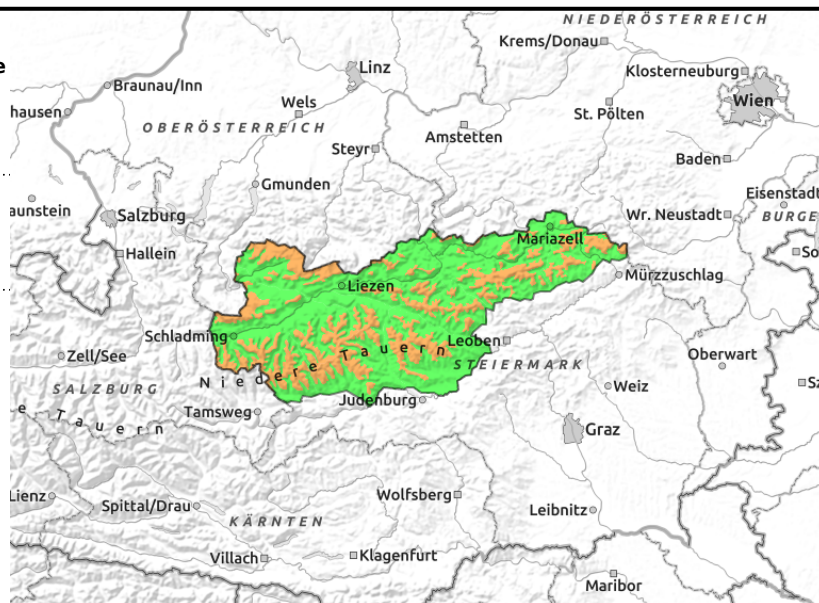 NIEDERÖSTERREICH
Krems/Donau
Linz
Klosterneuburg
Braunau/Inn
Wels
Wien
hausen
St. Pölten
OBERÖSTERREICH
Amstetten
Steyr
Baden
Gmunden
Eisenstadt
aunstein
Salzburg
Wr. Neustadt
BURGE
Mariazell
Hallein
So
Mürzzuschlag
Liezen
Schladming
Leoben
Zell/See
Niedere Tauern
STEIERMARK
Oberwart
SALZBURG
Weiz
Sz
Judenburg
Tamsweg
e Tauern
Graz
Lienz
Wolfsberg
Spittal/Drau
Leibnitz
KÄRNTEN
Villach
Klagenfurt
Maribor